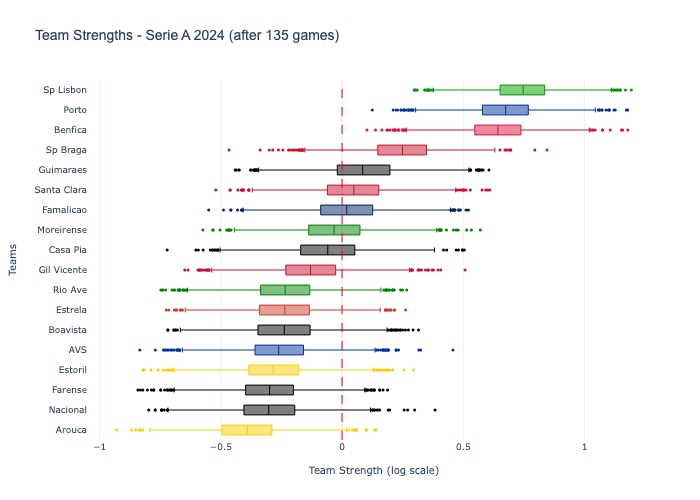 Team Strengths - Serie A 2024 (after 135 games)
Sp Lisbon
Porto
Benfica
Sp Braga
Guimaraes
Santa Clara
Famalicao
Moreirense
Casa Pia
Gil Vicente
Rio Ave
Estrela
Boavista
AVS
Estoril
Farense
Nacional
Arouca
Teams
−1 −0.5 0 0.5 1
Team Strength (log scale)